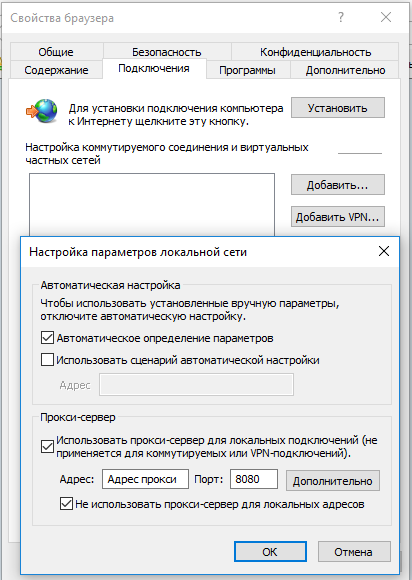 Свойства браузера
?
Общие Безопасность Конфиденциальность
Содержание Подключения Программы Дополнительно
Для установки подключения компьютера
к Интернету щелкните эту кнопку.
Установить
Настройка коммутируемого соединения и виртуальных
частных сетей
Добавить...
Добавить VPN...
Настройка параметров локальной сети
Автоматическая настройка
Чтобы использовать установленные вручную параметры,
отключите автоматическую настройку.
Автоматическое определение параметров
Использовать сценарий автоматической настройки
Адрес
Прокси-сервер
Использовать прокси-сервер для локальных подключений (не
применяется для коммутируемых или VPN-подключений).
Адрес: Адрес прокси Порт: 8080 Дополнительно
Не использовать прокси-сервер для локальных адресов
ОК Отмена